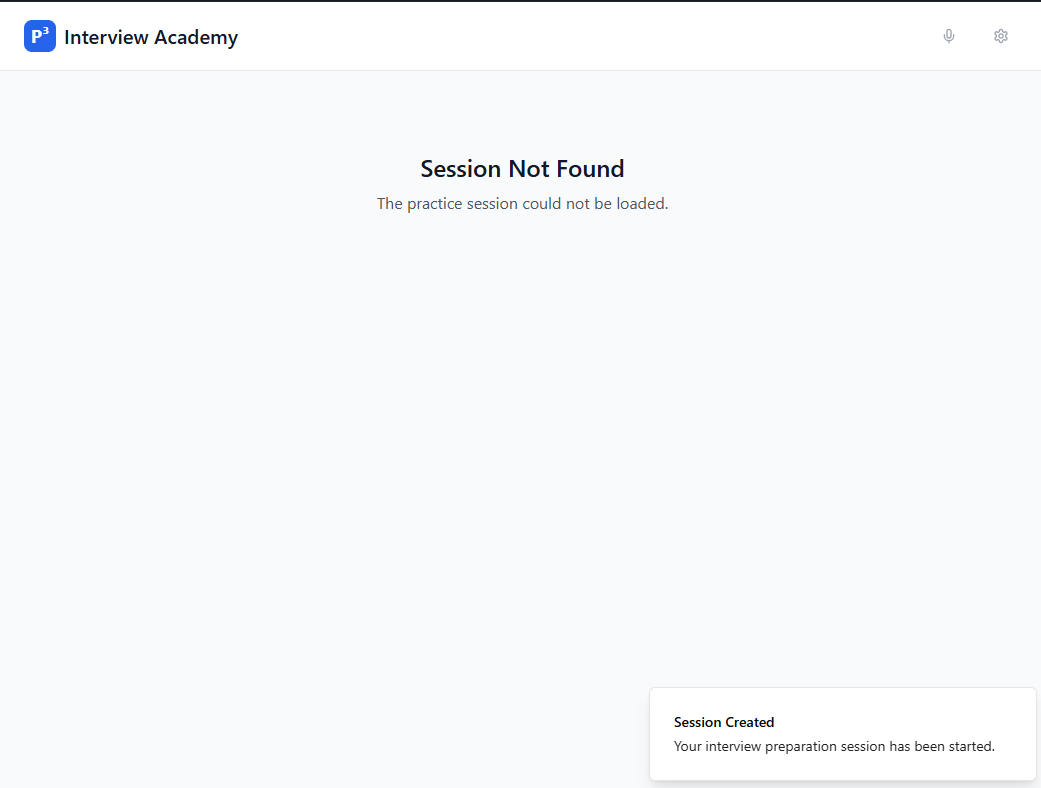 P³ Interview Academy
Session Not Found
The practice session could not be loaded.
Session Created
Your interview preparation session has been started.